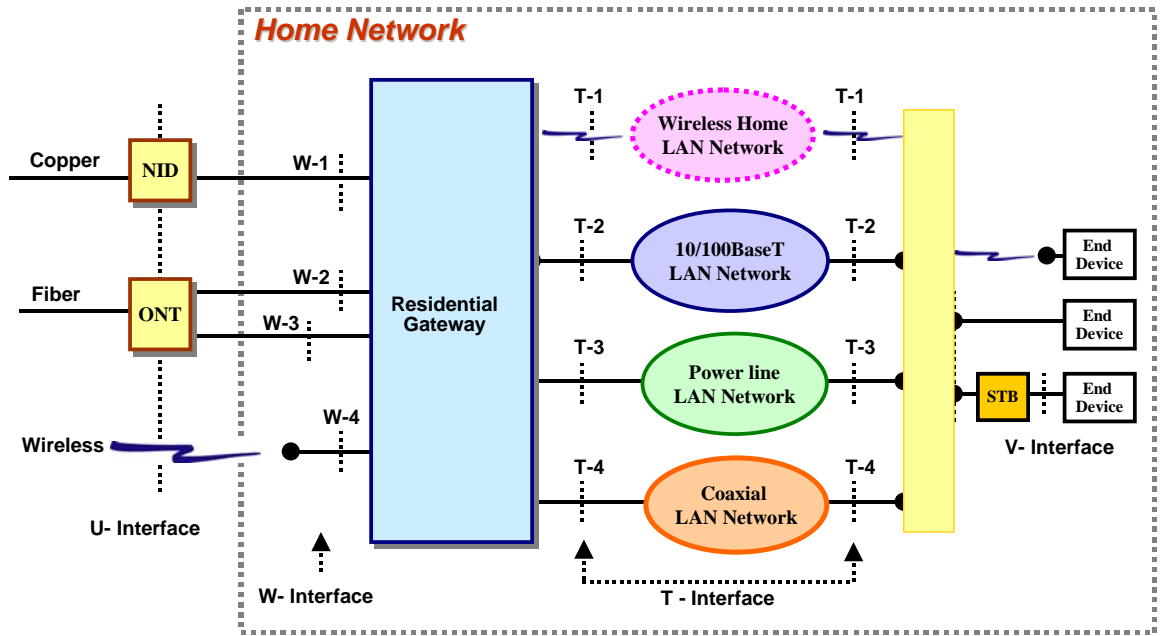 Home Network
T-1
T-1
Wireless Home
LAN Network
Copper
NID
W-1
T-2
10/100BaseT
LAN Network
T-2
End
Device
Fiber
ONT
W-2
W-3
Residential
Gateway
End
Device
T-3
Power line
LAN Network
T-3
STB
End
Device
Wireless
W-4
V- Interface
T-4
Coaxial
LAN Network
T-4
U- Interface
W- Interface
T - Interface